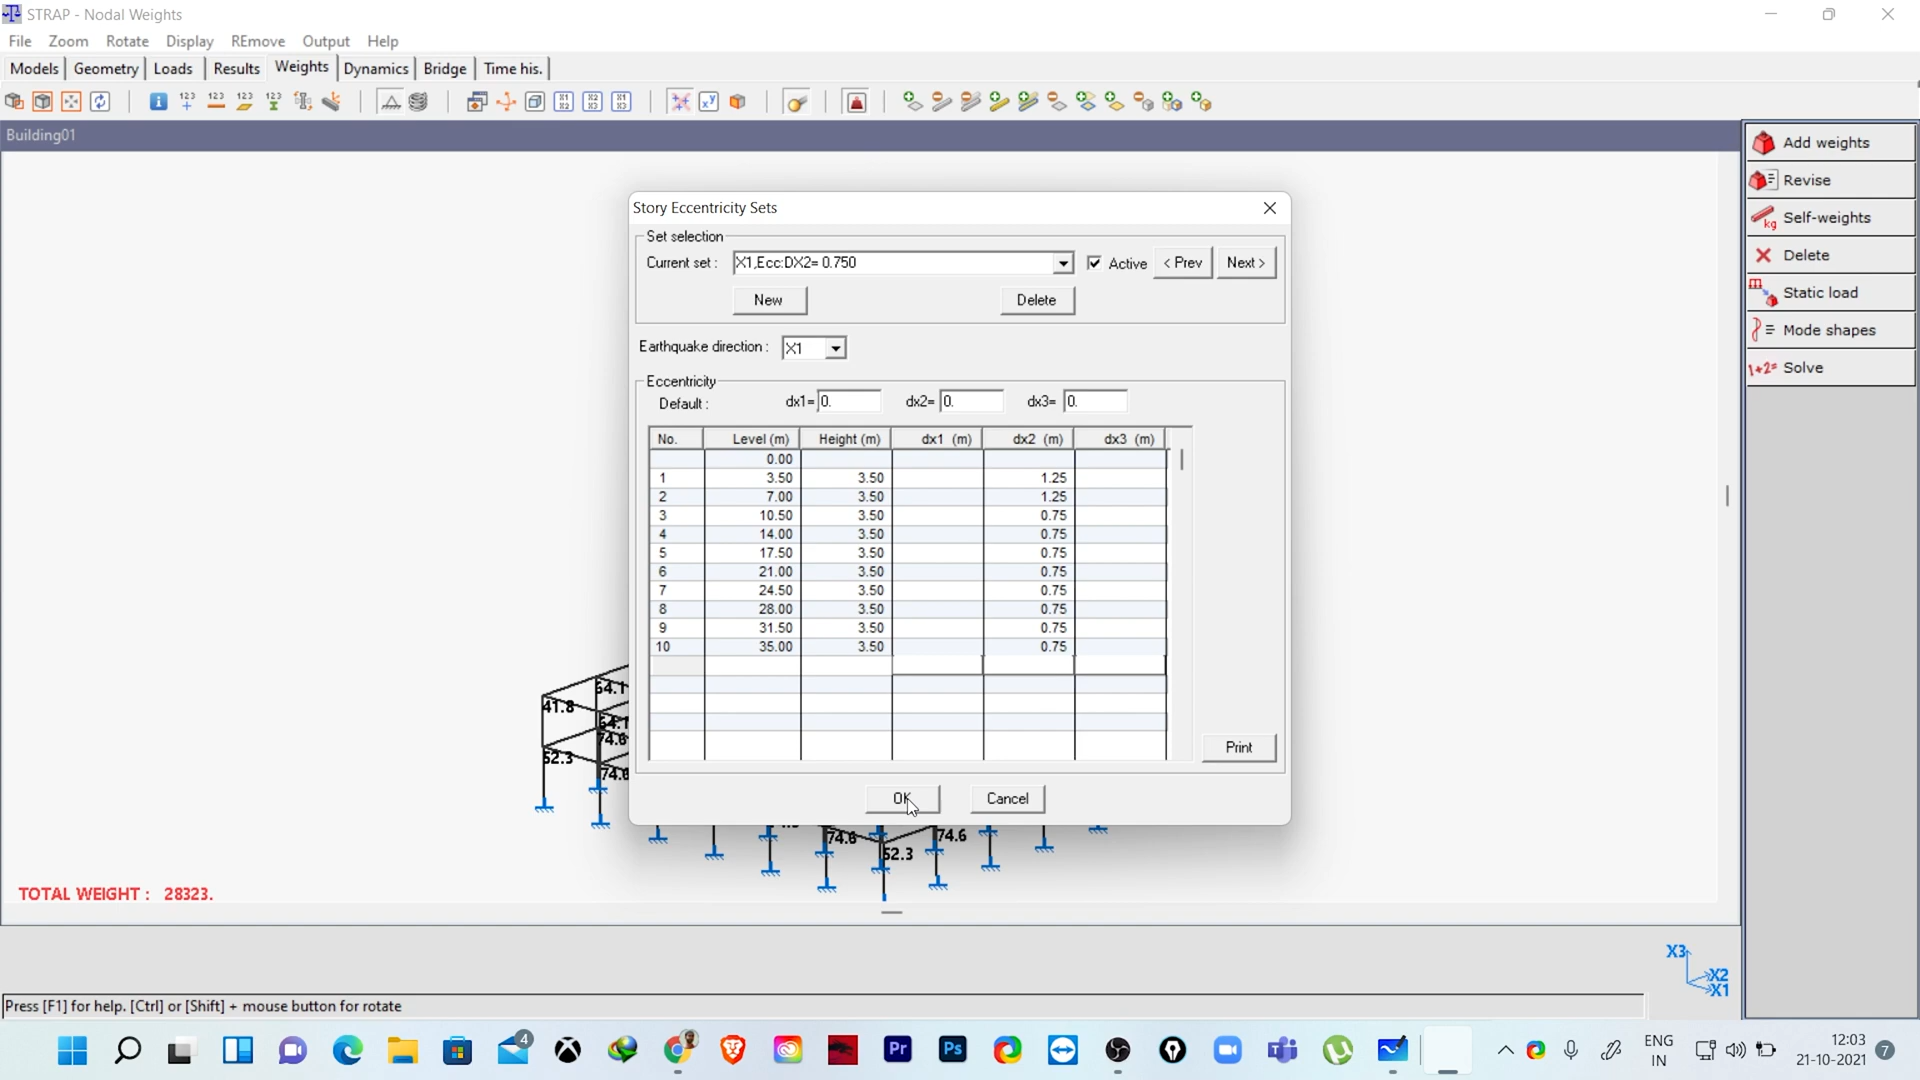 STRAP - Nodal Weights
File Zoom Rotate Display REmove Output Help
Models Geometry Loads Results Weights Dynamics Bridge Time his.
Building01
Add weights
Revise
Self-weights
Delete
Static load
Mode shapes
1+2= Solve
Story Eccentricity Sets
Set selection
Current set : X1,Ecc:DX2= 0.750 Active < Prev Next >
New Delete
Earthquake direction : X1
Eccentricity
Default : dx1= 0. dx2= 0. dx3= 0.
No. Level (m) Height (m) dx1 (m) dx2 (m) dx3 (m)
0.00
1 3.50 3.50 1.25
2 7.00 3.50 1.25
3 10.50 3.50 0.75
4 14.00 3.50 0.75
5 17.50 3.50 0.75
6 21.00 3.50 0.75
7 24.50 3.50 0.75
8 28.00 3.50 0.75
9 31.50 3.50 0.75
10 35.00 3.50 0.75
Print
OK Cancel
41.8
52.3
74.6 52.3 74.6
TOTAL WEIGHT : 28323.
X3
X2
X1
Press [F1] for help. [Ctrl] or [Shift] + mouse button for rotate
4 Pr Ps ENG IN 12:03 21-10-2021 7